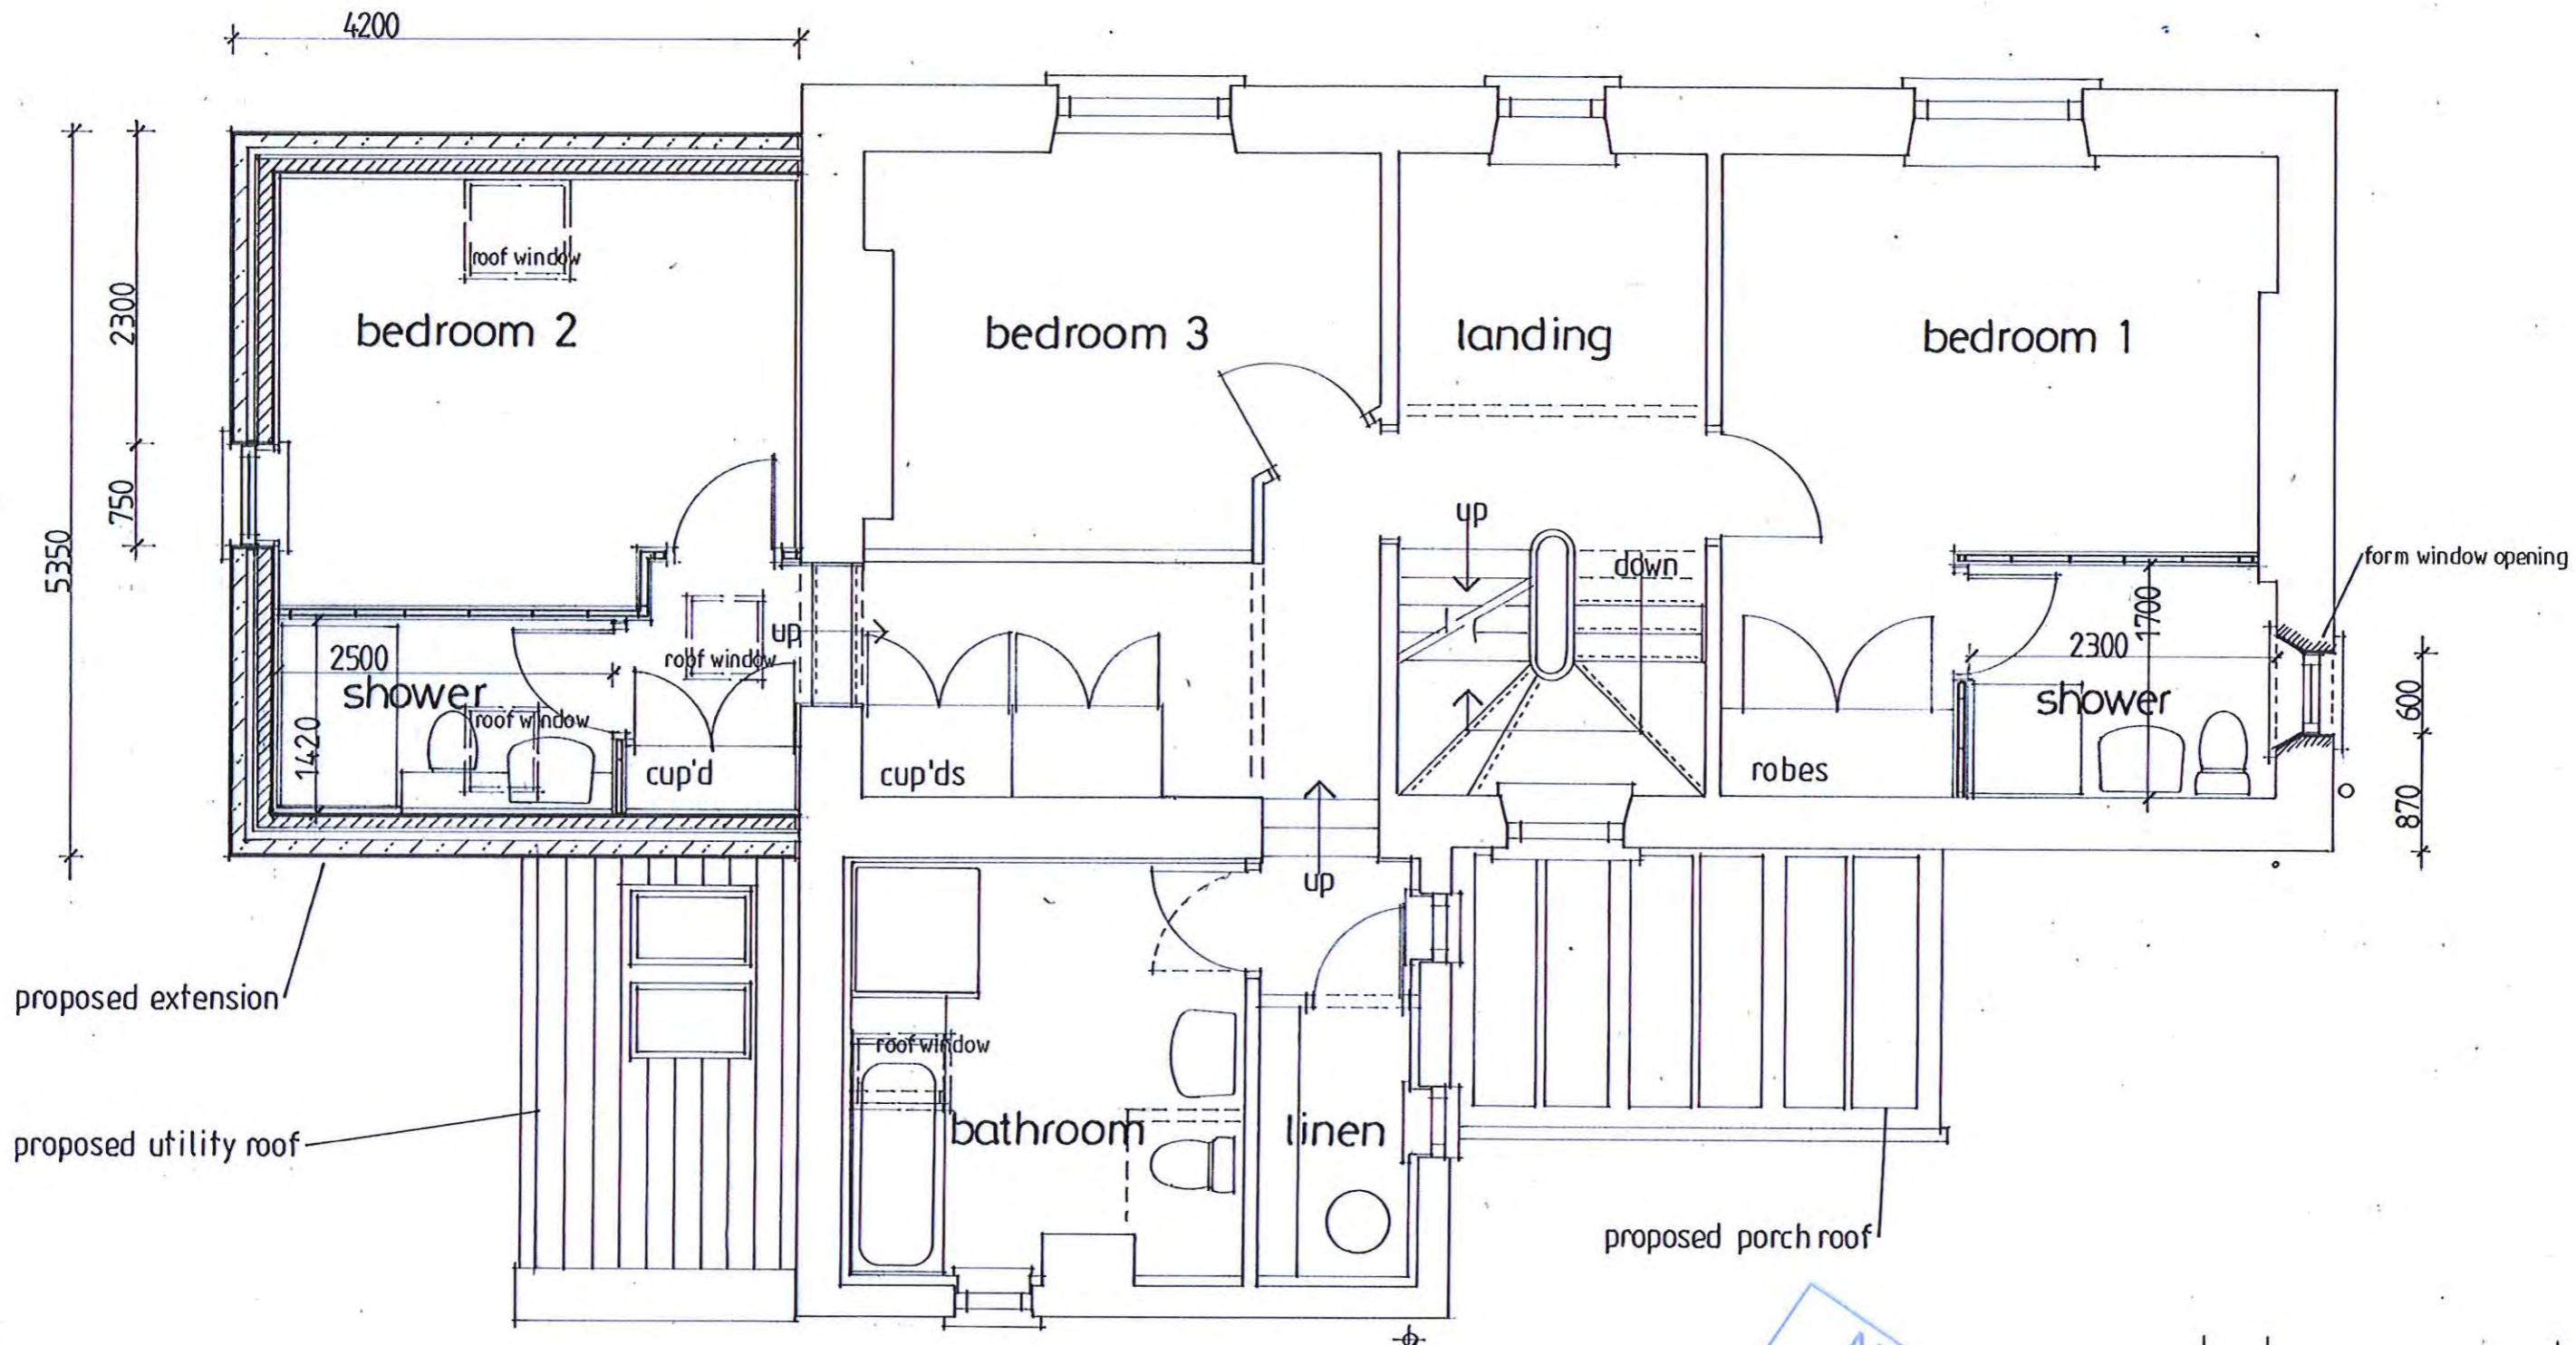 4200
roof window
bedroom 2
bedroom 3
landing
bedroom 1
2300
750
5350
up
down
form window opening
1700
2300
up
roof window
2500
shower
roof window
1420
cup'd
cup'ds
robes
shower
600
870
up
proposed extension
roof window
bathroom
linen
proposed utility roof
proposed porch roof